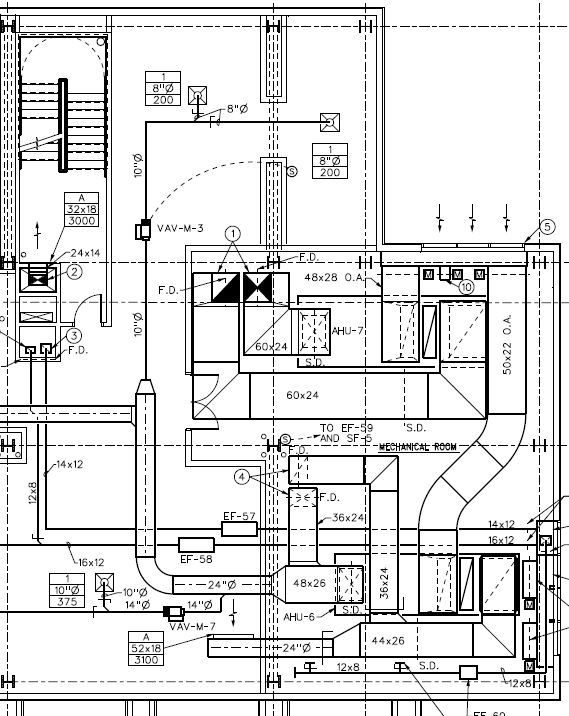 1
8"Ø
200
8"Ø
1
8"Ø
200
10"Ø
S
A
32x18
3000
VAV-M-3
5
24x14
2
1
F.D.
48x28 O.A.
F.D.
M
M
M
10
10"Ø
3
F.D.
60x24
AHU-7
S.D.
50x22 O.A.
60x24
S
TO EF-59
AND SF-5
S.D.
MECHANICAL ROOM
F.D.
14x12
4
F.D.
12x8
EF-57
36x24
14x12
16x12
16x12
EF-58
1
10"Ø
375
10"Ø
14"Ø
14"Ø
24"Ø
48x26
36x24
AHU-6
S.D.
M
VAV-M-7
A
52x18
3100
24"Ø
44x26
12x8
S.D.
M
12x8
EF-60